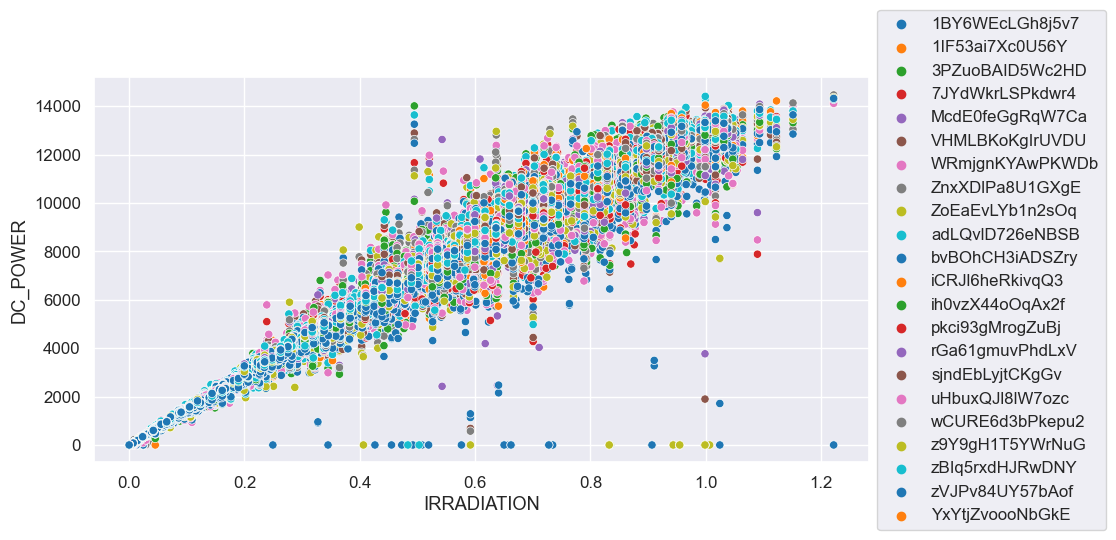 14000
12000
10000
8000
6000
4000
2000
0
DC_POWER
0.0 0.2 0.4 0.6 0.8 1.0 1.2
IRRADIATION
1BY6WEcLGh8j5v7
1IF53ai7Xc0U56Y
3PZuoBAID5Wc2HD
7JYdWkrLSPkdwr4
McdE0feGgRqW7Ca
VHMLBKoKgIrUVDU
WRmjgnKYAwPKWDb
ZnxXDlPa8U1GXgE
ZoEaEvLYb1n2sOq
adLQvlD726eNBSB
bvBOhCH3iADSZry
iCRJl6heRkivqQ3
ih0vzX44oOqAx2f
pkci93gMrogZuBj
rGa61gmuvPhdLxV
sjndEbLyjtCKgGv
uHbuxQJl8lW7ozc
wCURE6d3bPkepu2
z9Y9gH1T5YWrNuG
zBIq5rxdHJRwDNY
zVJPv84UY57bAof
YxYtjZvoooNbGkE